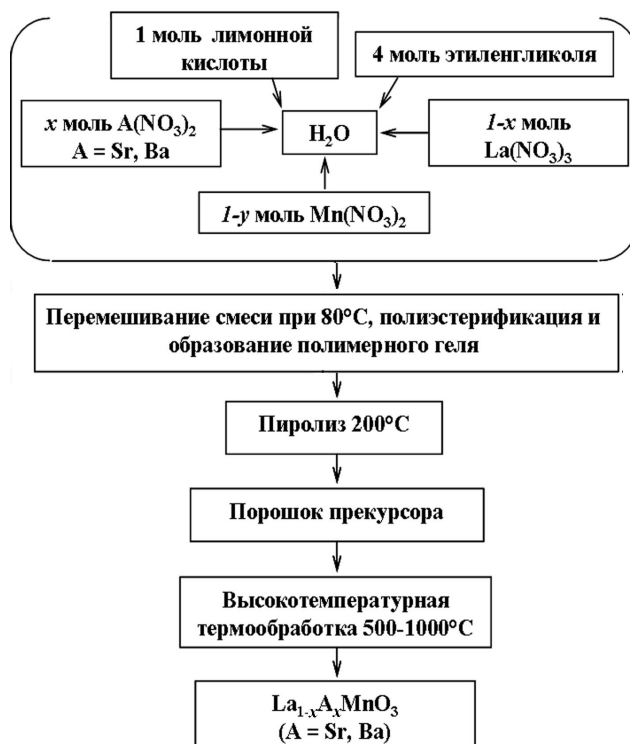 1 моль лимонной
кислоты
4 моль этиленгликоля
x моль A(NO₃)₂
A = Sr, Ba
H₂O
1-x моль
La(NO₃)₃
1-y моль Mn(NO₃)₂
Перемешивание смеси при 80°C, полиэстерификация и
образование полимерного геля
Пиролиз 200°C
Порошок прекурсора
Высокотемпературная
термообработка 500-1000°C
La₁₋ₓAₓMnO₃
(A = Sr, Ba)